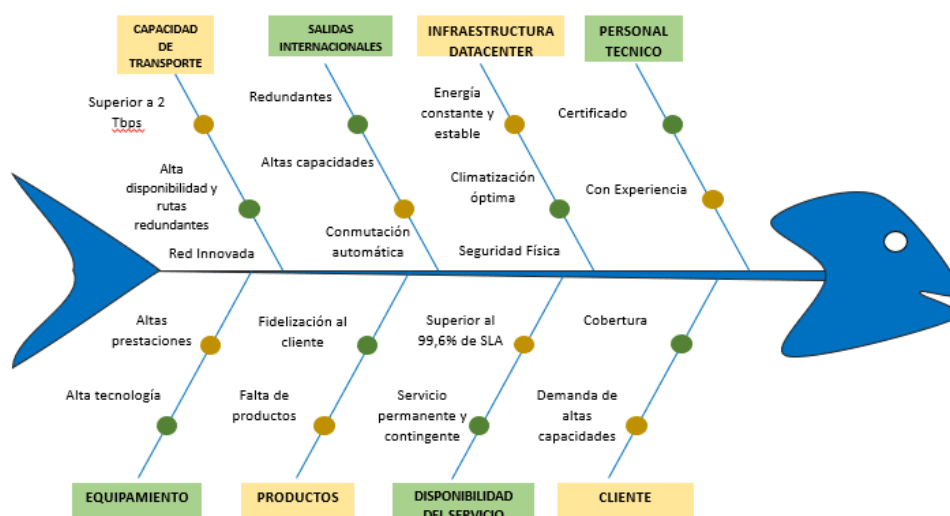 CAPACIDAD
DE
TRANSPORTE
SALIDAS
INTERNACIONALES
INFRAESTRUCTURA
DATACENTER
PERSONAL
TECNICO
Superior a 2
Tbps
Alta
disponibilidad y
rutas
redundantes
Red Innovada
Redundantes
Altas capacidades
Conmutación
automática
Energía
constante y
estable
Climatización
óptima
Seguridad Física
Certificado
Con Experiencia
Altas
prestaciones
Alta tecnología
Fidelización al
cliente
Falta de
productos
Superior al
99,6% de SLA
Servicio
permanente y
contingente
Cobertura
Demanda de
altas
capacidades
EQUIPAMIENTO
PRODUCTOS
DISPONIBILIDAD
DEL SERVICIO
CLIENTE